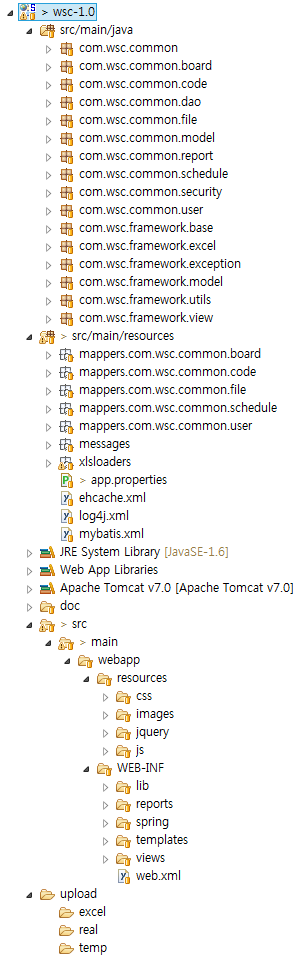 > wsc-1.0
src/main/java
com.wsc.common
com.wsc.common.board
com.wsc.common.code
com.wsc.common.dao
com.wsc.common.file
com.wsc.common.model
com.wsc.common.report
com.wsc.common.schedule
com.wsc.common.security
com.wsc.common.user
com.wsc.framework.base
com.wsc.framework.excel
com.wsc.framework.exception
com.wsc.framework.model
com.wsc.framework.utils
com.wsc.framework.view
> src/main/resources
mappers.com.wsc.common.board
mappers.com.wsc.common.code
mappers.com.wsc.common.file
mappers.com.wsc.common.schedule
mappers.com.wsc.common.user
messages
xlsloaders
> app.properties
ehcache.xml
log4j.xml
mybatis.xml
JRE System Library [JavaSE-1.6]
Web App Libraries
Apache Tomcat v7.0 [Apache Tomcat v7.0]
doc
> src
> main
webapp
resources
css
images
jquery
js
WEB-INF
lib
reports
spring
templates
views
web.xml
upload
excel
real
temp